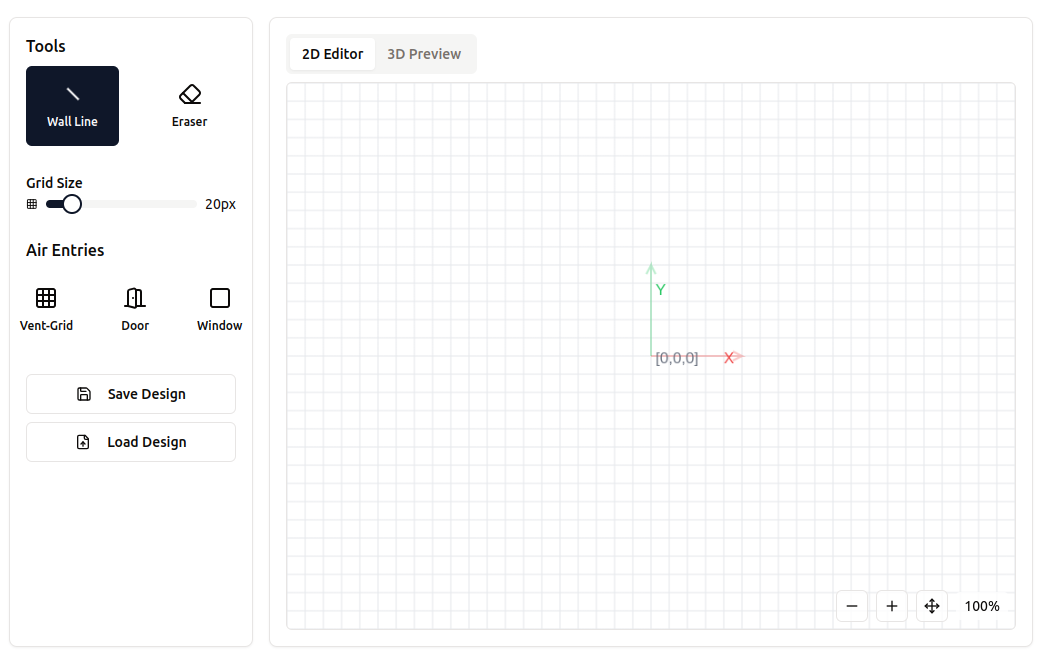 Tools
Wall Line
Eraser
Grid Size
20px
Air Entries
Vent-Grid
Door
Window
Save Design
Load Design
2D Editor
3D Preview
Y
[0,0,0]
X
100%